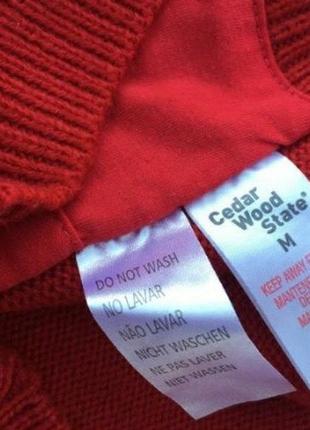 DO NOT WASH
NO LAVAR
NÃO LAVAR
NICHT WASCHEN
NE PAS LAVER
NIET WASSEN
Cedar
Wood
State®
M
KEEP AWAY
MANTENE